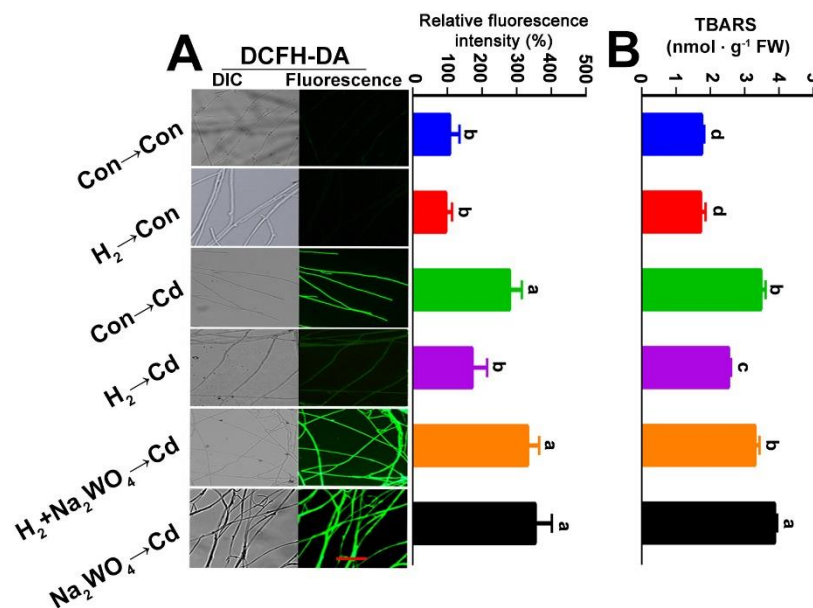 A
DCFH-DA
DIC Fluorescence
Relative fluorescence
intensity (%)
0 100 200 300 400 500
B
TBARS
(nmol · g⁻¹ FW)
0 1 2 3 4 5
Con→Con b d
H₂→Con b d
Con→Cd a b
H₂→Cd b c
H₂+Na₂WO₄→Cd a b
Na₂WO₄→Cd a a